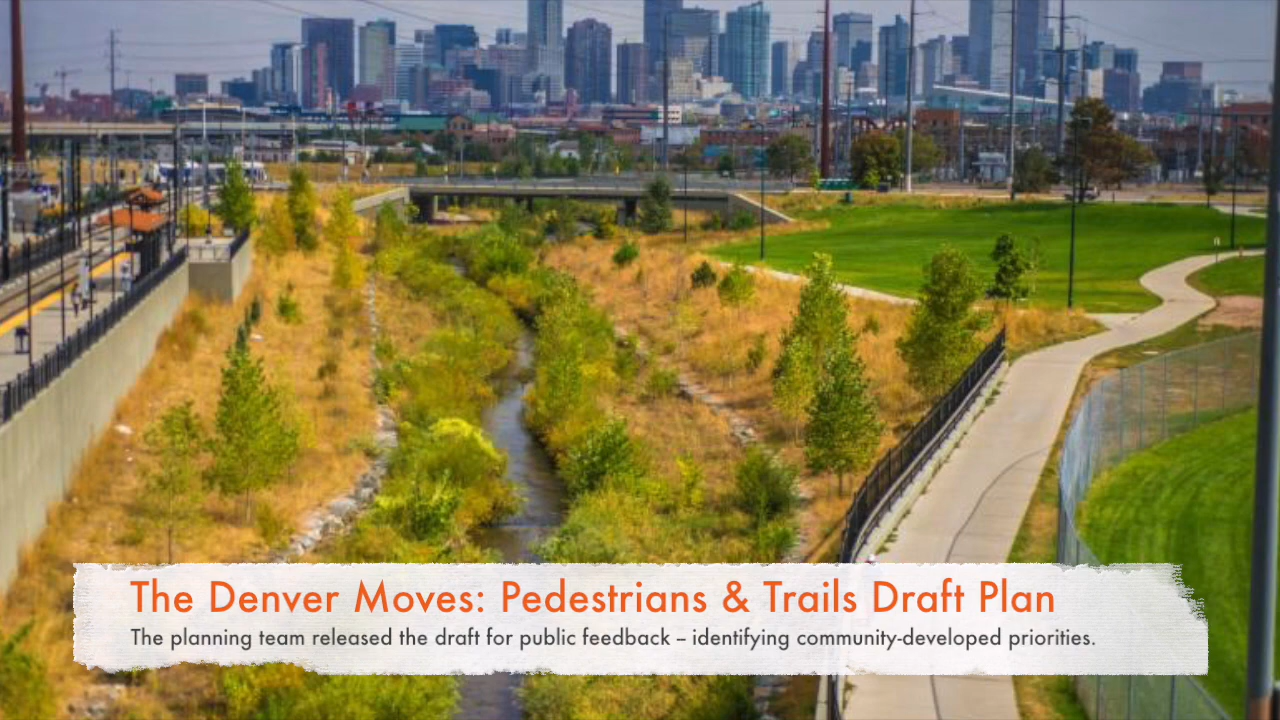 The Denver Moves: Pedestrians & Trails Draft Plan
The planning team released the draft for public feedback – identifying community-developed priorities.